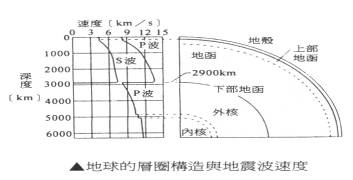 速度〔km/s〕
0 3 6 9 12 15
深度〔km〕
0
1000
2000
3000
4000
5000
6000
P波
S波
P波
2900km
地殼
上部地函
地函
下部地函
外核
內核
▲地球的層圈構造與地震波速度